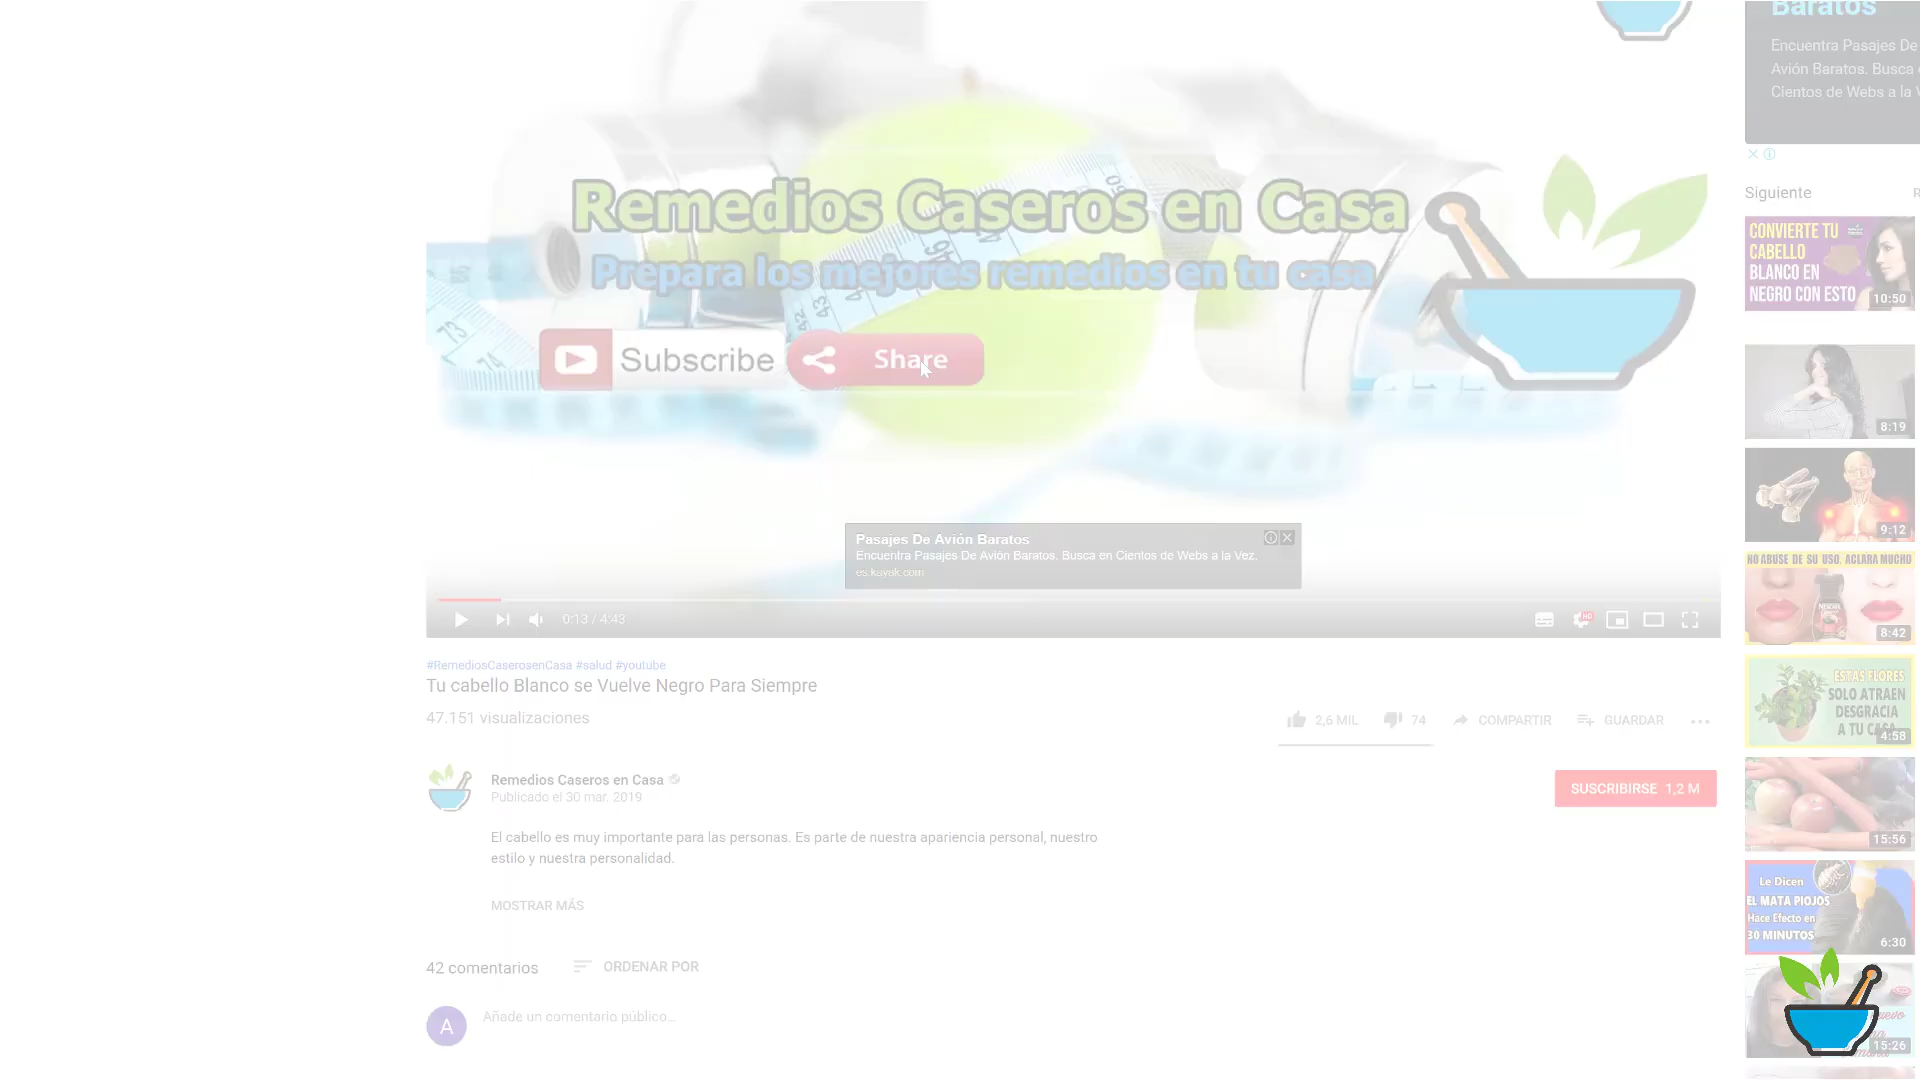 Baratos
Encuentra Pasajes De
Avión Baratos. Busca
Cientos de Webs a la
Remedios Caseros en Casa
Prepara los mejores remedios en tu casa
Subscribe
Share
Pasajes De Avión Baratos
Encuentra Pasajes De Avión Baratos. Busca en Cientos de Webs a la Vez.
es.kayak.com
0:13 / 4:43
HD
#RemediosCaserosenCasa #salud #youtube
Tu cabello Blanco se Vuelve Negro Para Siempre
47.151 visualizaciones
2,6 MIL
74
COMPARTIR
GUARDAR
Remedios Caseros en Casa
Publicado el 30 mar. 2019
SUSCRIBIRSE 1,2 M
El cabello es muy importante para las personas. Es parte de nuestra apariencia personal, nuestro
estilo y nuestra personalidad.
MOSTRAR MÁS
42 comentarios
ORDENAR POR
A
Añade un comentario público...
Siguiente
CONVIERTE TU
CABELLO
BLANCO EN
NEGRO CON ESTO
10:50
8:19
9:12
NO ABUSE DE SU USO, ACLARA MUCHO
NESCAFE
8:42
ESTAS FLORES
SOLO ATRAEN
DESGRACIA
A TU CASA
4:58
15:56
Le Dicen
EL MATA PIOJOS
Hace Efecto en
30 MINUTOS
6:30
15:26